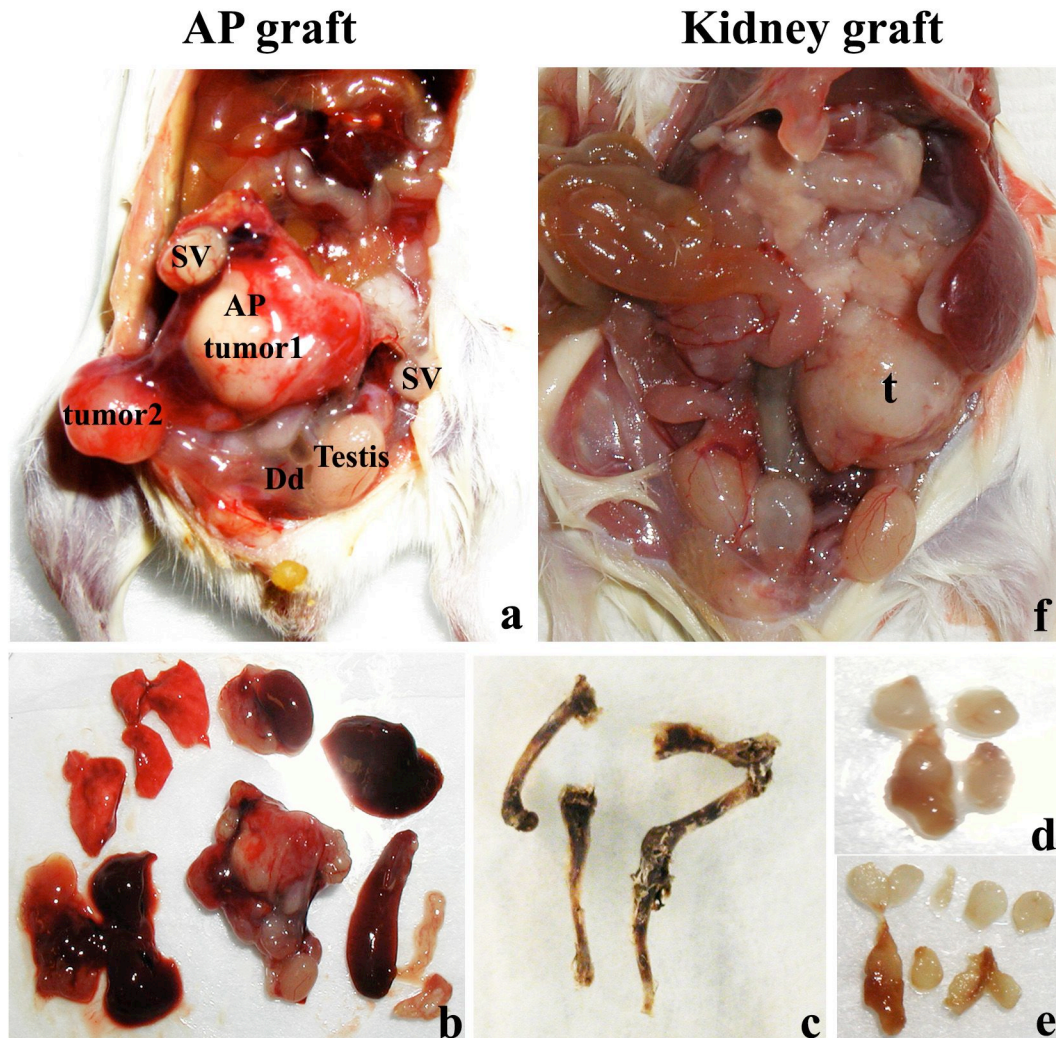 AP graft
Kidney graft
SV
AP
tumor1
SV
tumor2
Testis
Dd
a
t
f
b
c
d
e